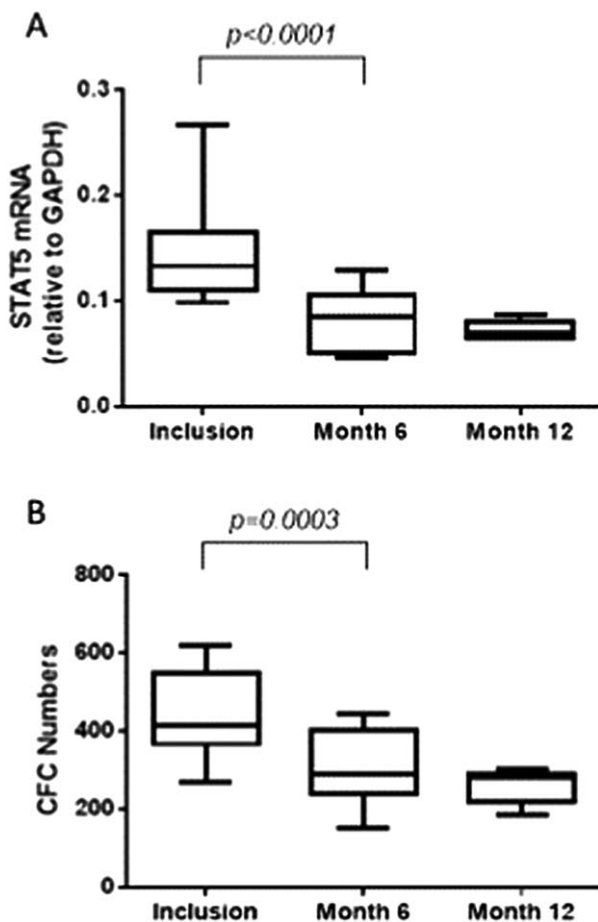 A
p<0.0001
STAT5 mRNA
(relative to GAPDH)
0.3
0.2
0.1
0.0
Inclusion Month 6 Month 12
B
p=0.0003
CFC Numbers
800
600
400
200
0
Inclusion Month 6 Month 12